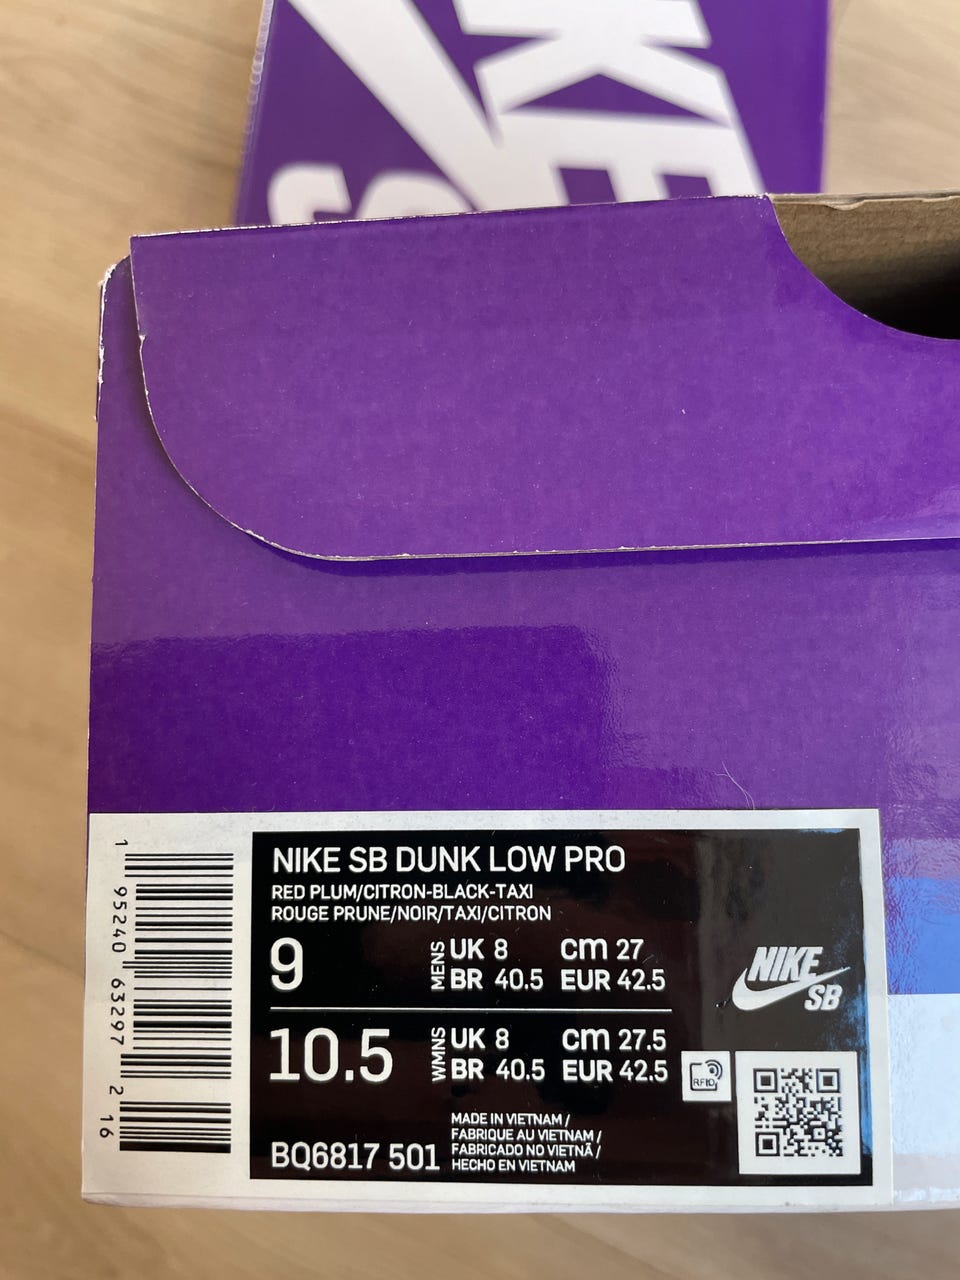 KE
S
1 95240 63297 2 16
NIKE SB DUNK LOW PRO
RED PLUM/CITRON-BLACK-TAXI
ROUGE PRUNE/NOIR/TAXI/CITRON
9
MENS
UK 8 cm 27
BR 40.5 EUR 42.5
10.5
WMNS
UK 8 cm 27.5
BR 40.5 EUR 42.5
NIKE
SB
RFID
BQ6817 501
MADE IN VIETNAM /
FABRIQUE AU VIETNAM /
FABRICADO NO VIETNÃ /
HECHO EN VIETNAM